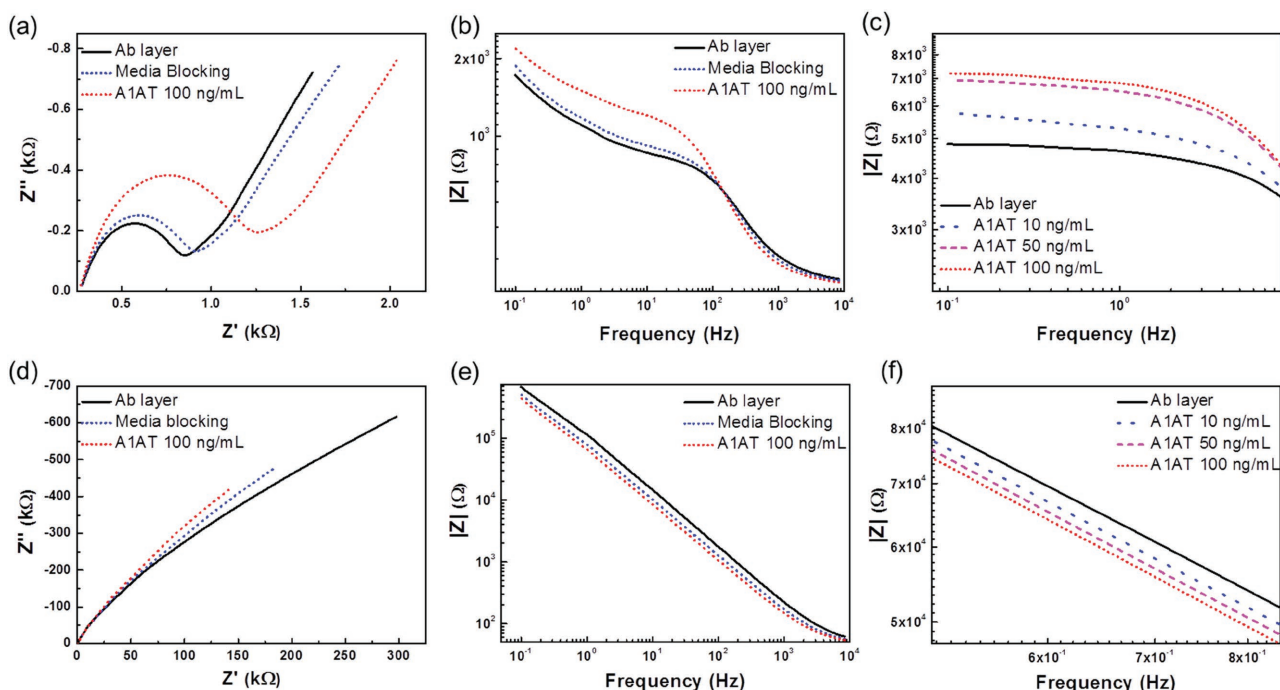 (a)
-0.8
-0.6
-0.4
-0.2
0.0
Z'' (kΩ)
Ab layer
Media Blocking
A1AT 100 ng/mL
0.5
1.0
1.5
2.0
Z' (kΩ)
(b)
2x10³
10³
|Z| (Ω)
Ab layer
Media Blocking
A1AT 100 ng/mL
10⁻¹
10⁰
10¹
10²
10³
10⁴
Frequency (Hz)
(c)
8x10³
7x10³
6x10³
5x10³
4x10³
3x10³
|Z| (Ω)
Ab layer
A1AT 10 ng/mL
A1AT 50 ng/mL
A1AT 100 ng/mL
10⁻¹
10⁰
Frequency (Hz)
(d)
-700
-600
-500
-400
-300
-200
-100
0
Z'' (kΩ)
Ab layer
Media blocking
A1AT 100 ng/mL
0
50
100
150
200
250
300
Z' (kΩ)
(e)
10⁵
10⁴
10³
10²
|Z| (Ω)
Ab layer
Media Blocking
A1AT 100 ng/mL
10⁻¹
10⁰
10¹
10²
10³
10⁴
Frequency (Hz)
(f)
8x10⁴
7x10⁴
6x10⁴
5x10⁴
|Z| (Ω)
Ab layer
A1AT 10 ng/mL
A1AT 50 ng/mL
A1AT 100 ng/mL
6x10⁻¹
7x10⁻¹
8x10⁻¹
Frequency (Hz)